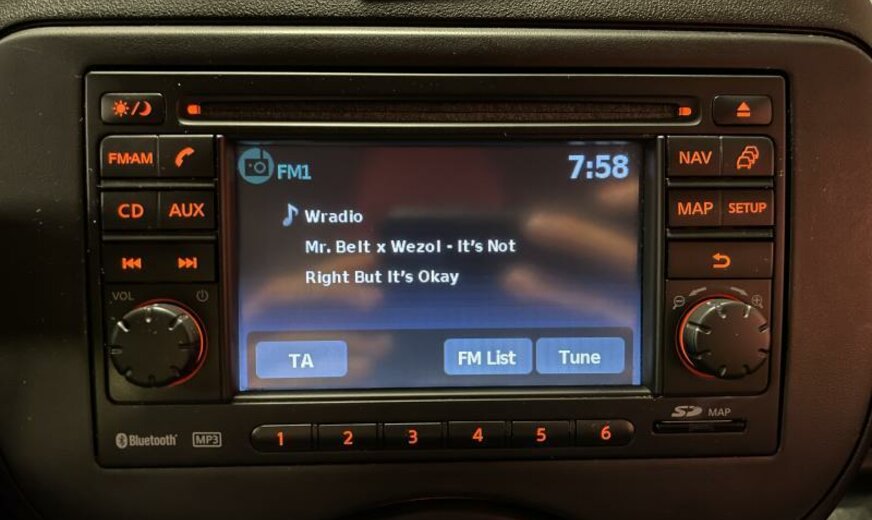 FM·AM
CD AUX
VOL
FM1 7:58
Wradio
Mr. Belt x Wezol - It's Not
Right But It's Okay
TA FM List Tune
NAV
MAP SETUP
Bluetooth MP3
1 2 3 4 5 6
SD MAP